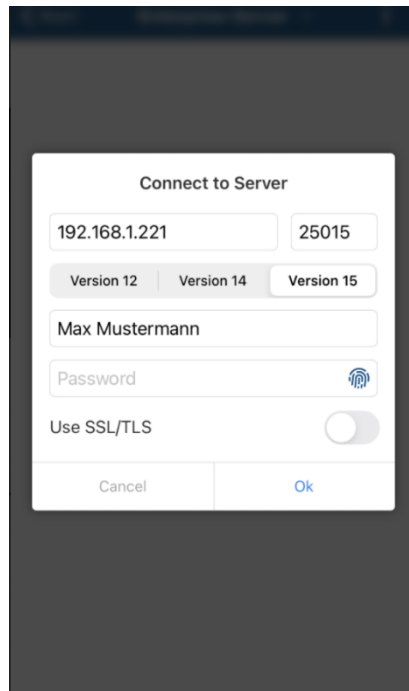 Connect to Server
192.168.1.221 25015
Version 12 Version 14 Version 15
Max Mustermann
Password
Use SSL/TLS
Cancel Ok